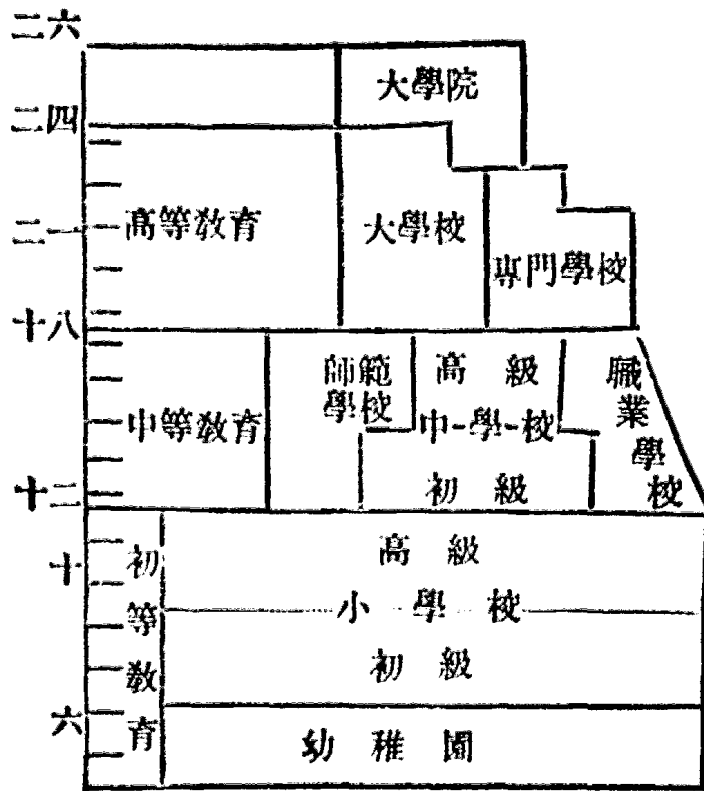 二六
大學院
二四
高等教育
大學校
二一
專門學校
十八
師範學校
高級
中-學-校
初級
職業學校
中等教育
十二
十
初等教育
高級
小學校
初級
六
幼稚園